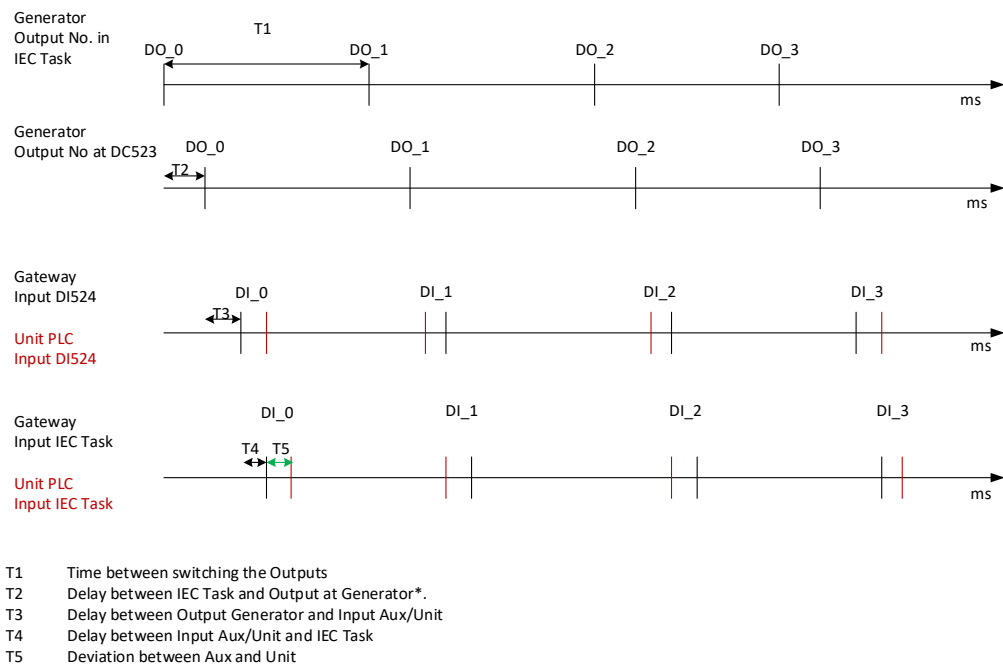 Generator
Output No. in
IEC Task
T1
DO_0
DO_1
DO_2
DO_3
ms
Generator
Output No at DC523
DO_0
DO_1
DO_2
DO_3
T2
ms
Gateway
Input DI524
DI_0
DI_1
DI_2
DI_3
T3
Unit PLC
Input DI524
ms
Gateway
Input IEC Task
DI_0
DI_1
DI_2
DI_3
T4
T5
Unit PLC
Input IEC Task
ms
T1 Time between switching the Outputs
T2 Delay between IEC Task and Output at Generator*.
T3 Delay between Output Generator and Input Aux/Unit
T4 Delay between Input Aux/Unit and IEC Task
T5 Deviation between Aux and Unit